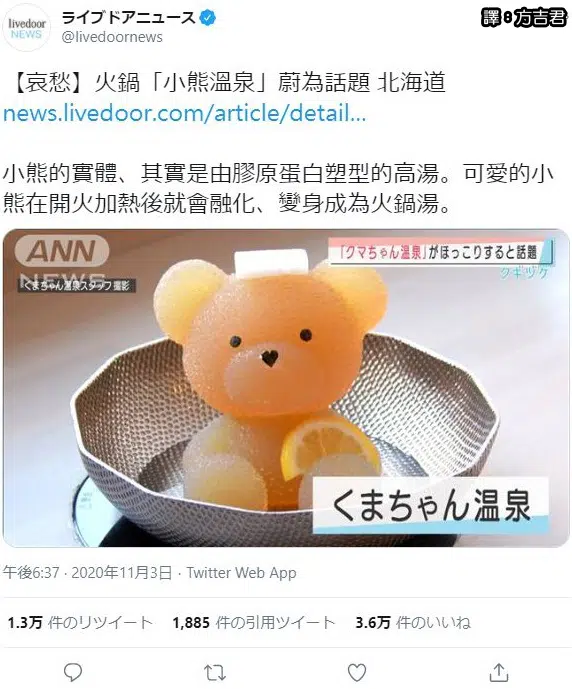 livedoor
NEWS
ライブドアニュース
@livedoornews
譯8方吉君
【哀愁】火鍋「小熊溫泉」蔚為話題 北海道
news.livedoor.com/article/detail...
小熊的實體、其實是由膠原蛋白塑型的高湯。可愛的小
熊在開火加熱後就會融化、變身成為火鍋湯。
ANN
NEWS
くまちゃん温泉スタッフ撮影
「クマちゃん温泉」がほっこりすると話題
クギヅケ
くまちゃん温泉
午後6:37 · 2020年11月3日 · Twitter Web App
1.3万 件のリツイート 1,885 件の引用ツイート 3.6万 件のいいね